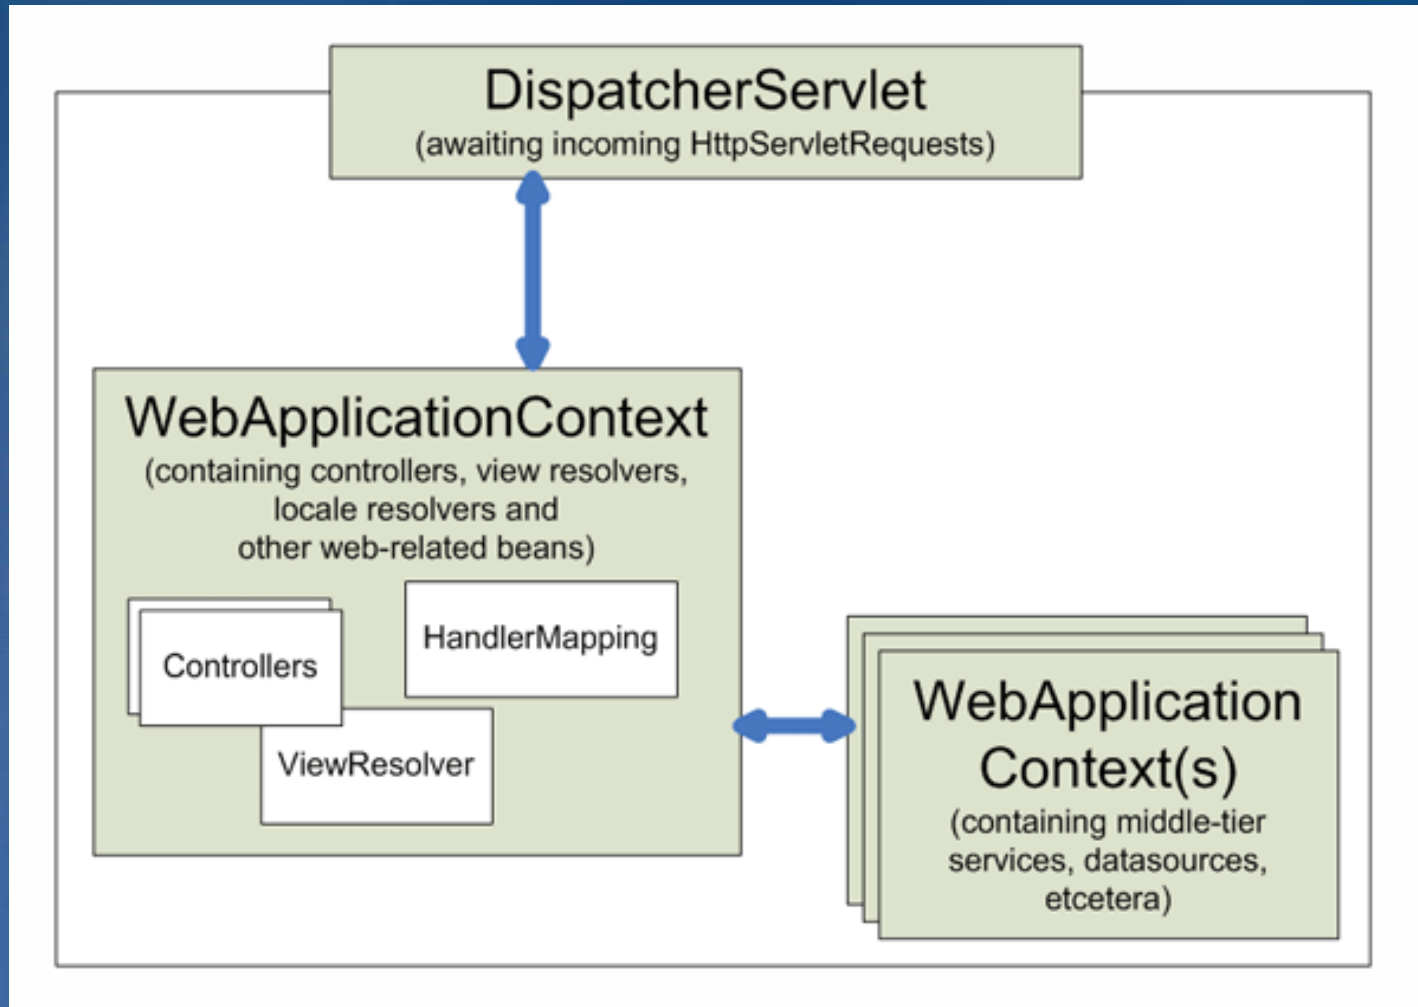 DispatcherServlet
(awaiting incoming HttpServletRequests)
WebApplicationContext
(containing controllers, view resolvers,
locale resolvers and
other web-related beans)
HandlerMapping
Controllers
ViewResolver
WebApplication
Context(s)
(containing middle-tier
services, datasources,
etcetera)